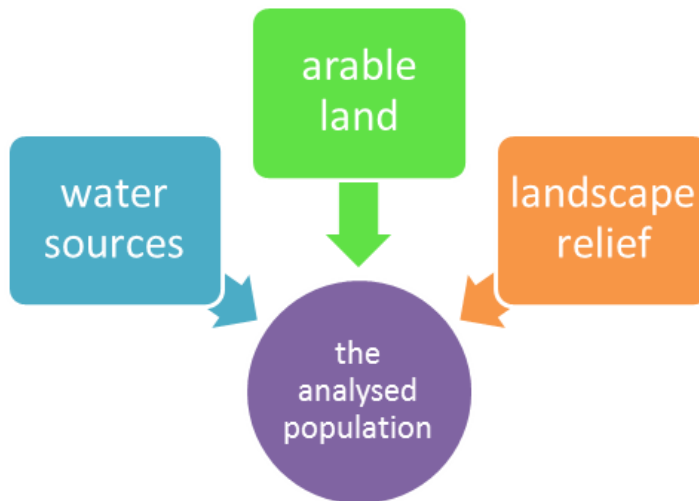 arable
land
water
sources
landscape
relief
the
analysed
population